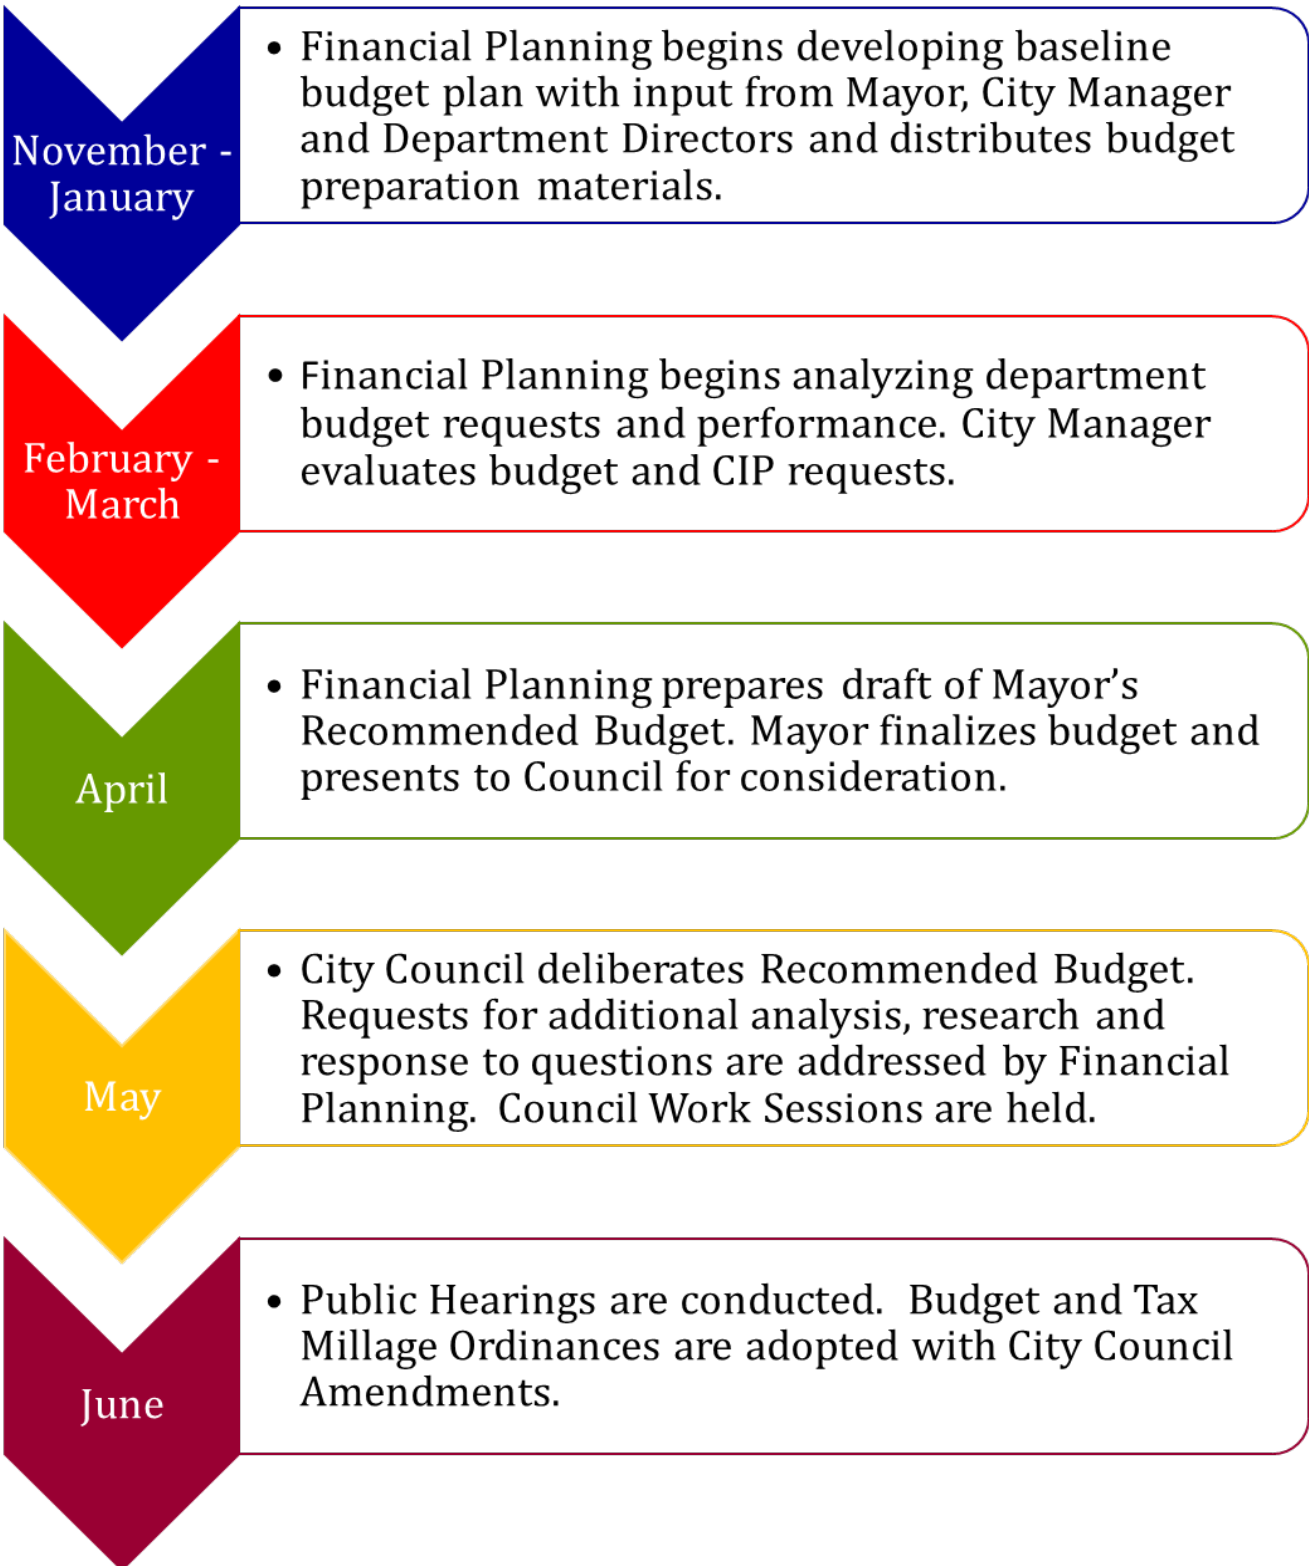 November -
January
• Financial Planning begins developing baseline
budget plan with input from Mayor, City Manager
and Department Directors and distributes budget
preparation materials.
February -
March
• Financial Planning begins analyzing department
budget requests and performance. City Manager
evaluates budget and CIP requests.
April
• Financial Planning prepares draft of Mayor’s
Recommended Budget. Mayor finalizes budget and
presents to Council for consideration.
May
• City Council deliberates Recommended Budget.
Requests for additional analysis, research and
response to questions are addressed by Financial
Planning.  Council Work Sessions are held.
June
• Public Hearings are conducted.  Budget and Tax
Millage Ordinances are adopted with City Council
Amendments.